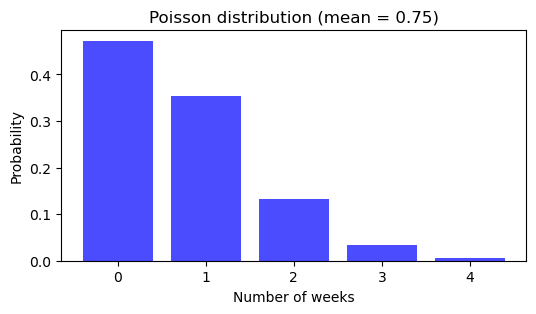 Poisson distribution (mean = 0.75)
Probability
0.4
0.3
0.2
0.1
0.0
0 1 2 3 4
Number of weeks